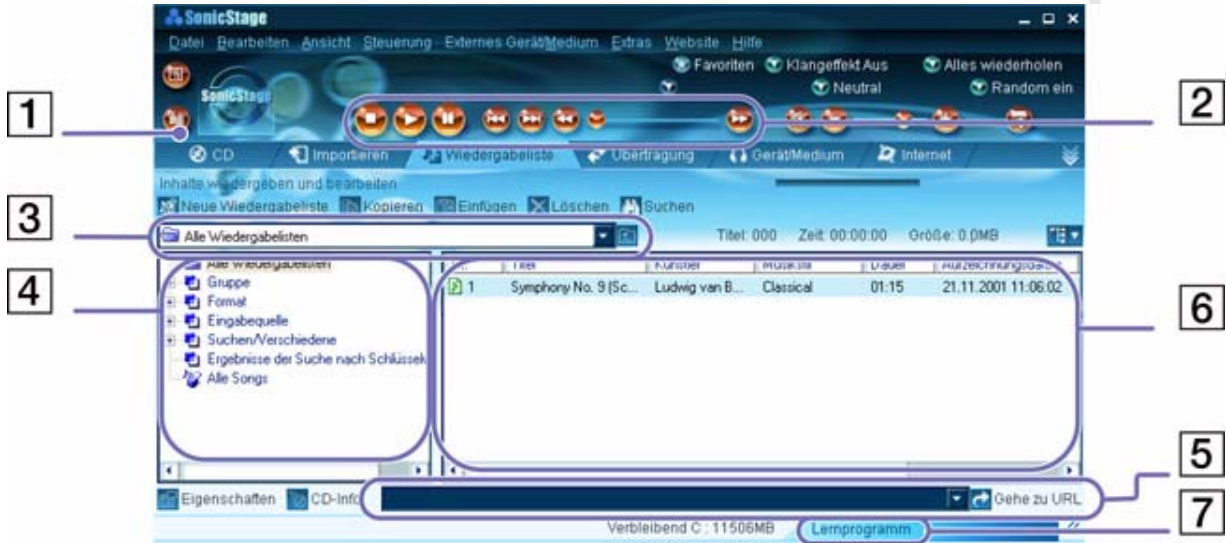 SonicStage
Datei Bearbeiten Ansicht Steuerung Externes Gerät/Medium Extras Website Hilfe
Favoriten Klangeffekt Aus Alles wiederholen
Neutral Random ein
SonicStage
1
2
CD Importieren Wiedergabeliste Übertragung Gerät/Medium Internet
Inhalte wiedergeben und bearbeiten
Neue Wiedergabeliste Kopieren Einfügen Löschen Suchen
3
Alle Wiedergabelisten Titel: 000 Zeit: 00:00:00 Größe: 0.0MB
4
Alle Wiedergabelisten
Gruppe
Format
Eingabequelle
Suchen/Verschiedene
Ergebnisse der Suche nach Schlüsselw
Alle Songs
Titel Künstler Musikstil Dauer Aufzeichnungsdatum
1 Symphony No. 9 (Sc... Ludwig van B... Classical 01:15 21.11.2001 11:06:02
6
5
Eigenschaften CD-Info Gehe zu URL
7
Verbleibend C : 11506MB Lernprogramm